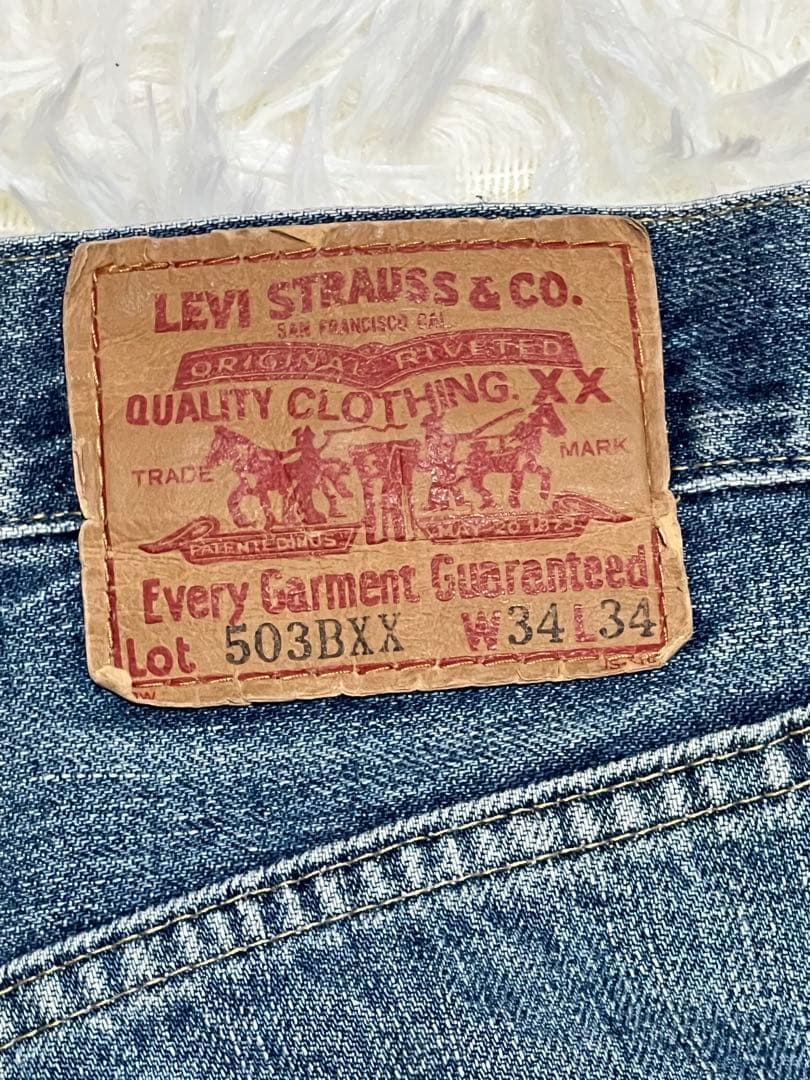 LEVI STRAUSS & CO.
SAN FRANCISCO CAL
ORIGINAL RIVETED
QUALITY CLOTHING. XX
TRADE MARK
PATENTED IN U.S. MAY 20 1873
Every Garment Guaranteed
Lot 503BXX W34 L34